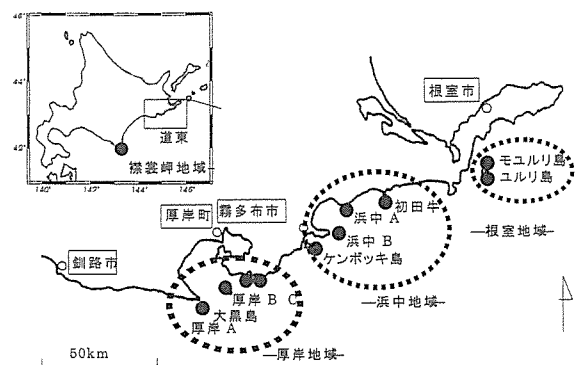 46°
44°
42°
140°
142°
144°
146°
道東
襟裳岬地域
根室市
モユルリ島
ユルリ島
初田牛
浜中 A
浜中 B
ケンボッキ島
-根室地域-
-浜中地域-
厚岸町
霧多布市
釧路市
厚岸 B C
大黒島
厚岸 A
-厚岸地域-
50km